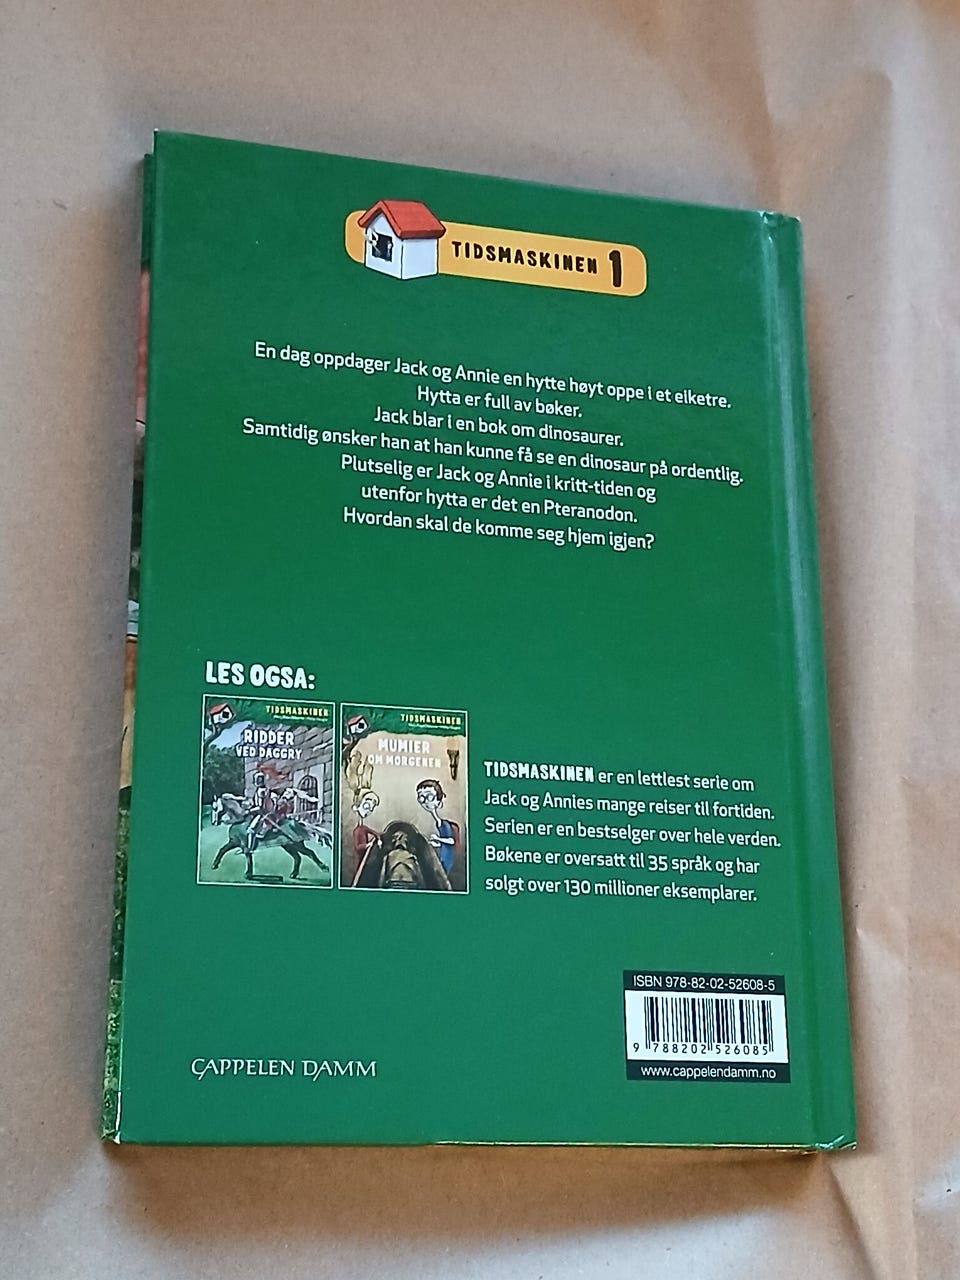 TIDSMASKINEN 1
En dag oppdager Jack og Annie en hytte høyt oppe i et eiketre.
Hytta er full av bøker.
Jack blar i en bok om dinosaurer.
Samtidig ønsker han at han kunne få se en dinosaur på ordentlig.
Plutselig er Jack og Annie i kritt-tiden og
utenfor hytta er det en Pteranodon.
Hvordan skal de komme seg hjem igjen?
LES OGSA:
TIDSMASKINEN
RIDDER
VED DAGGRY
TIDSMASKINEN
MUMIER
OM MORGENEN
TIDSMASKINEN er en lettlest serie om
Jack og Annies mange reiser til fortiden.
Serien er en bestselger over hele verden.
Bøkene er oversatt til 35 språk og har
solgt over 130 millioner eksemplarer.
ISBN 978-82-02-52608-5
9 788202 526085
www.cappelendamm.no
CAPPELEN DAMM